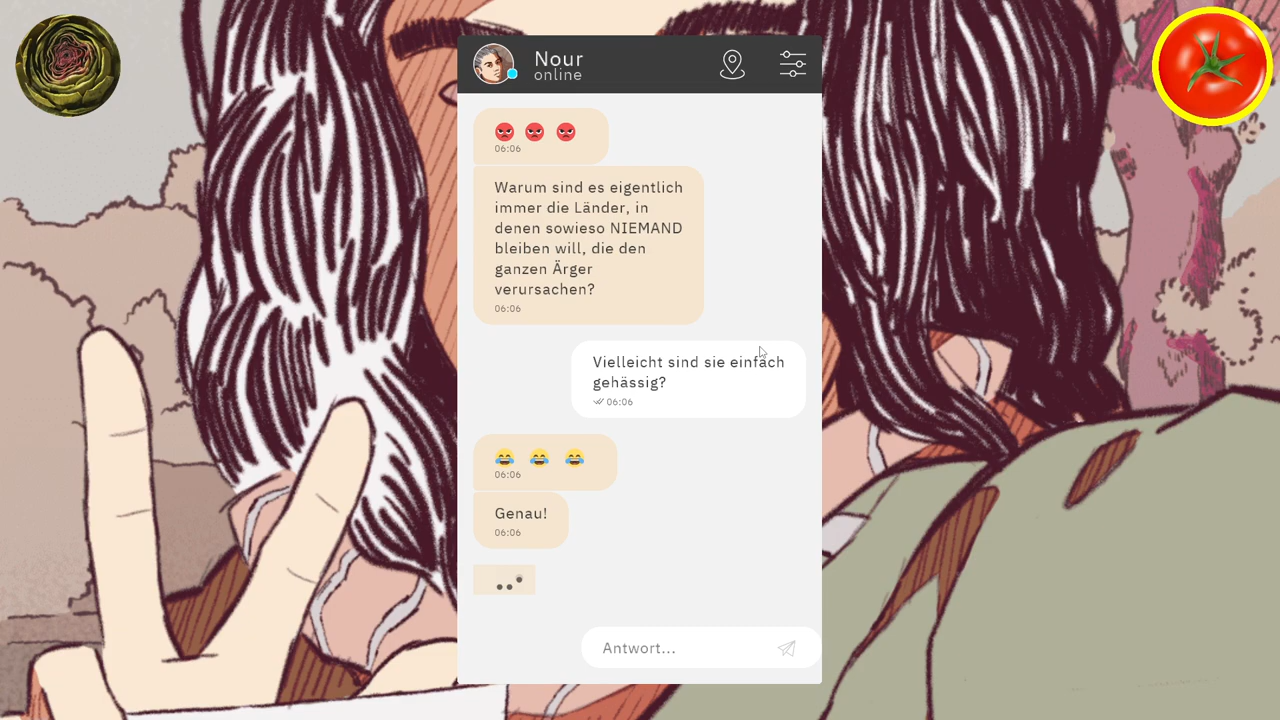 Nour
online
06:06
Warum sind es eigentlich
immer die Länder, in
denen sowieso NIEMAND
bleiben will, die den
ganzen Ärger
verursachen?
06:06
Vielleicht sind sie einfach
gehässig?
06:06
06:06
Genau!
06:06
Antwort...